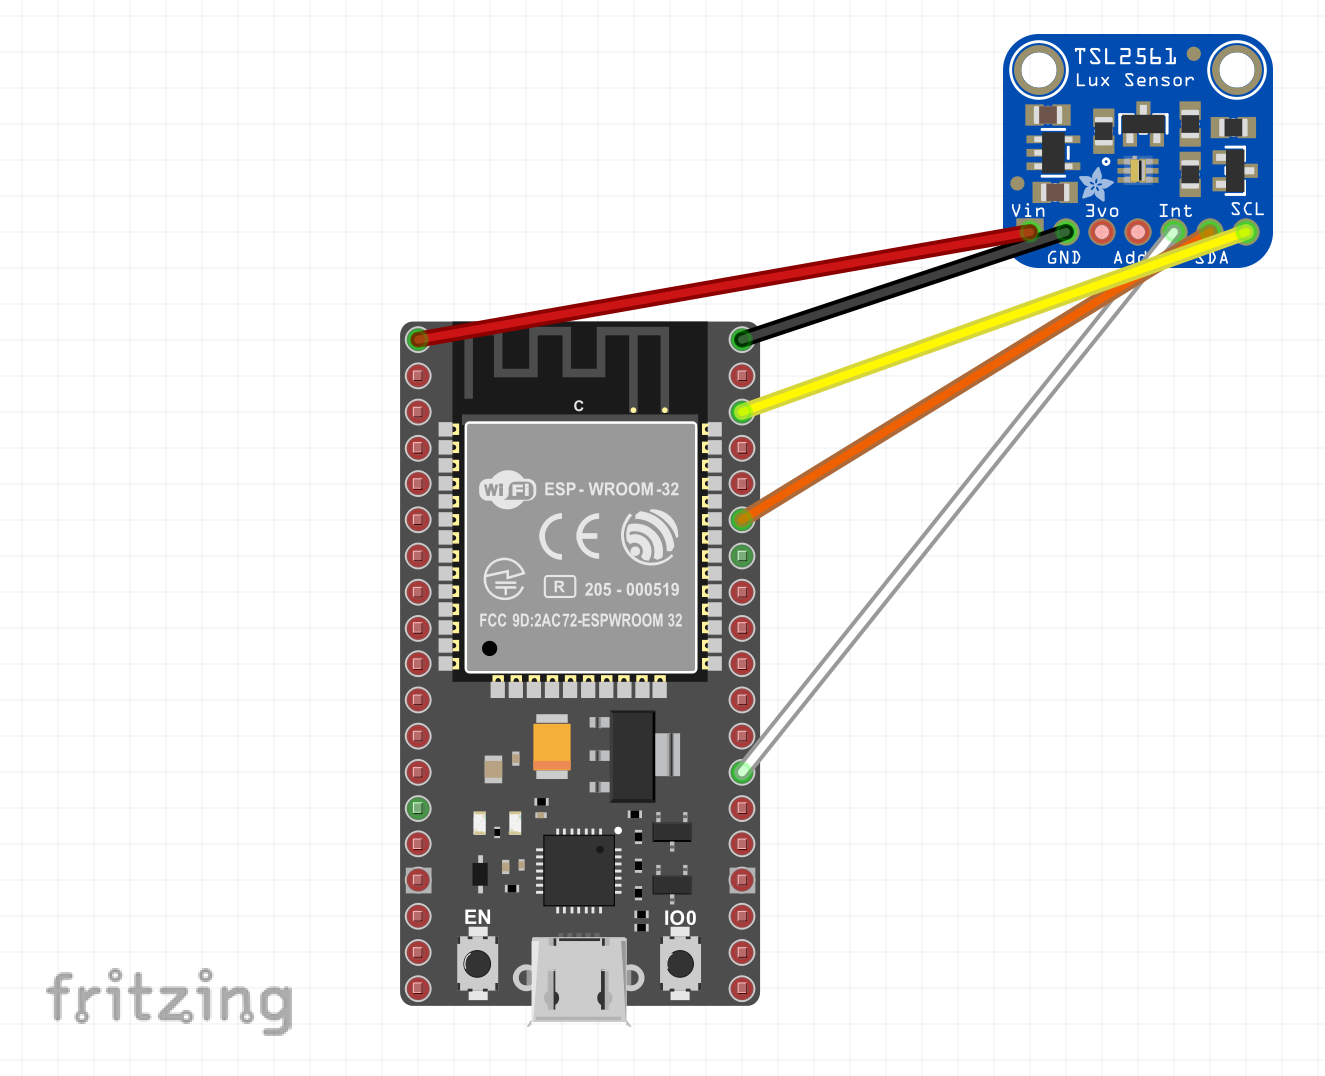 TSL2561
Lux Sensor
Vin
3vo
Int
SCL
GND
Add
SDA
C
WiFi
ESP - WROOM -32
CE
R
205 - 000519
FCC 9D:2AC72-ESPWROOM 32
EN
IO0
fritzing